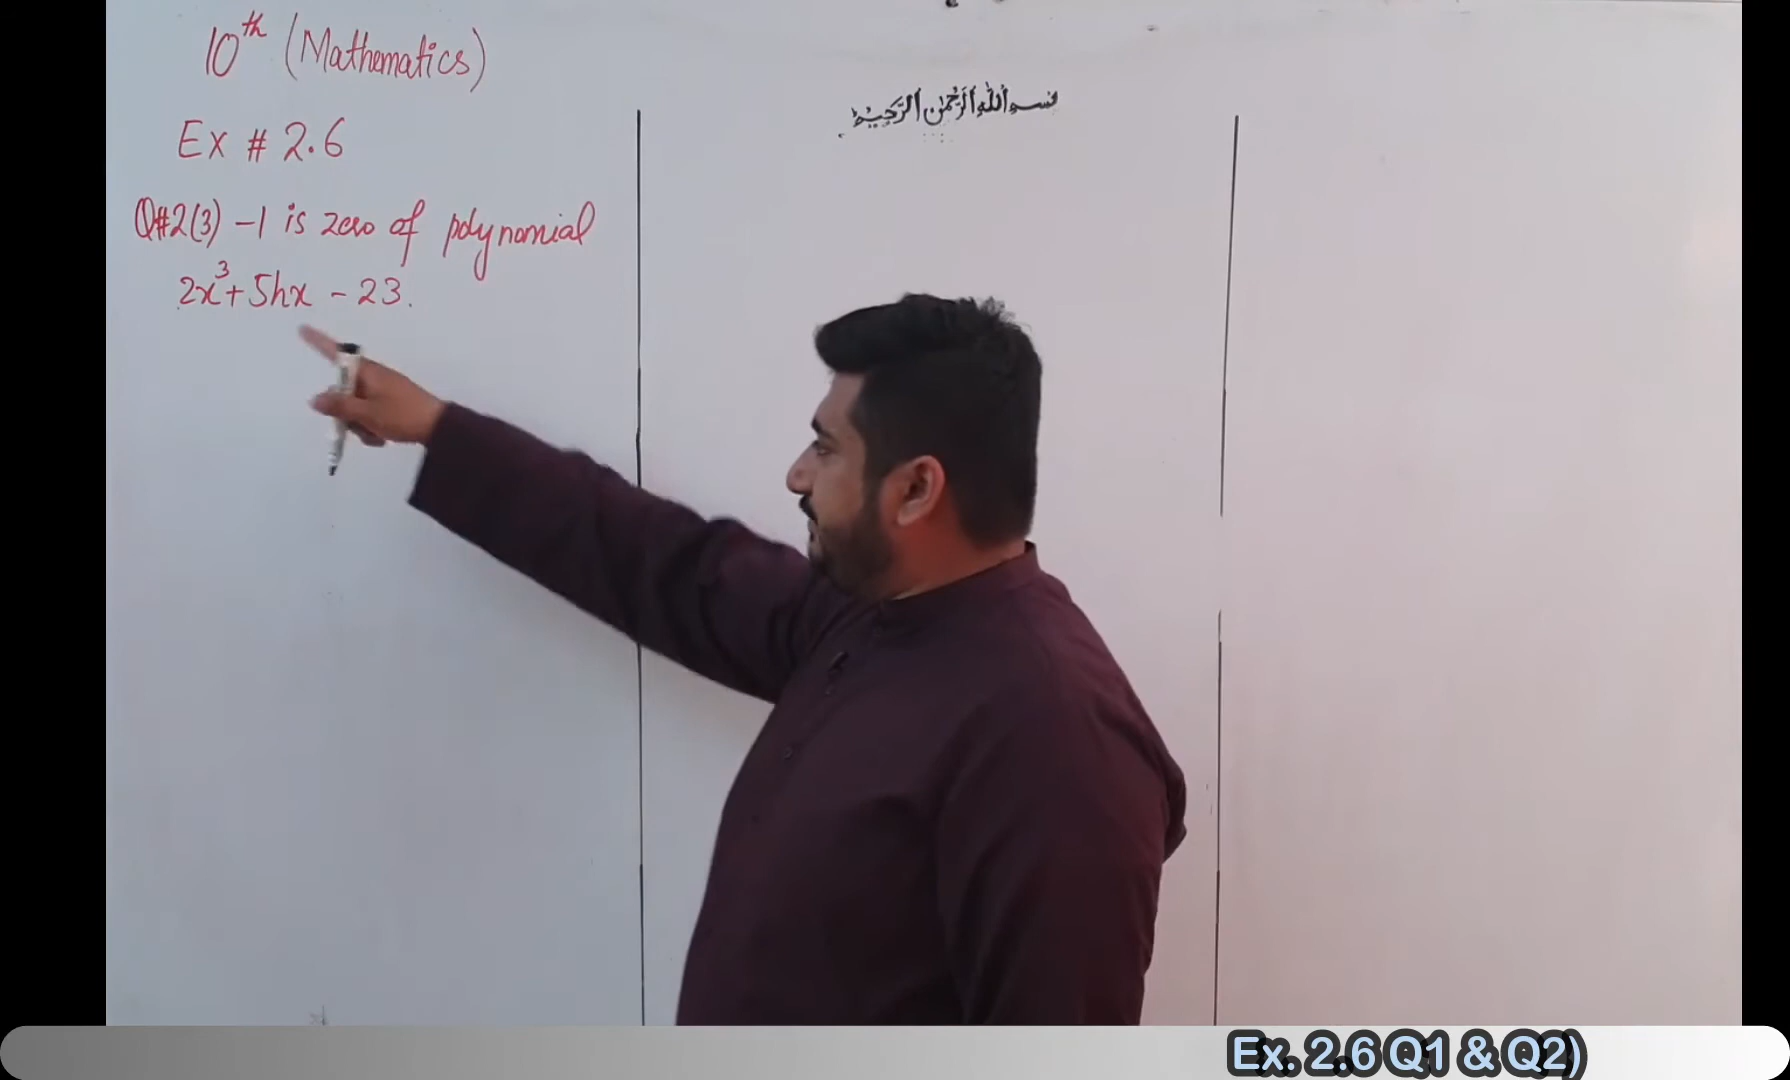 10th (Mathematics)
Ex # 2.6
Q#2(3) -1 is zero of polynomial
2x³+5hx - 23.
بسم اللہ الرحمٰن الرحیم
Ex. 2.6 Q1 & Q2)